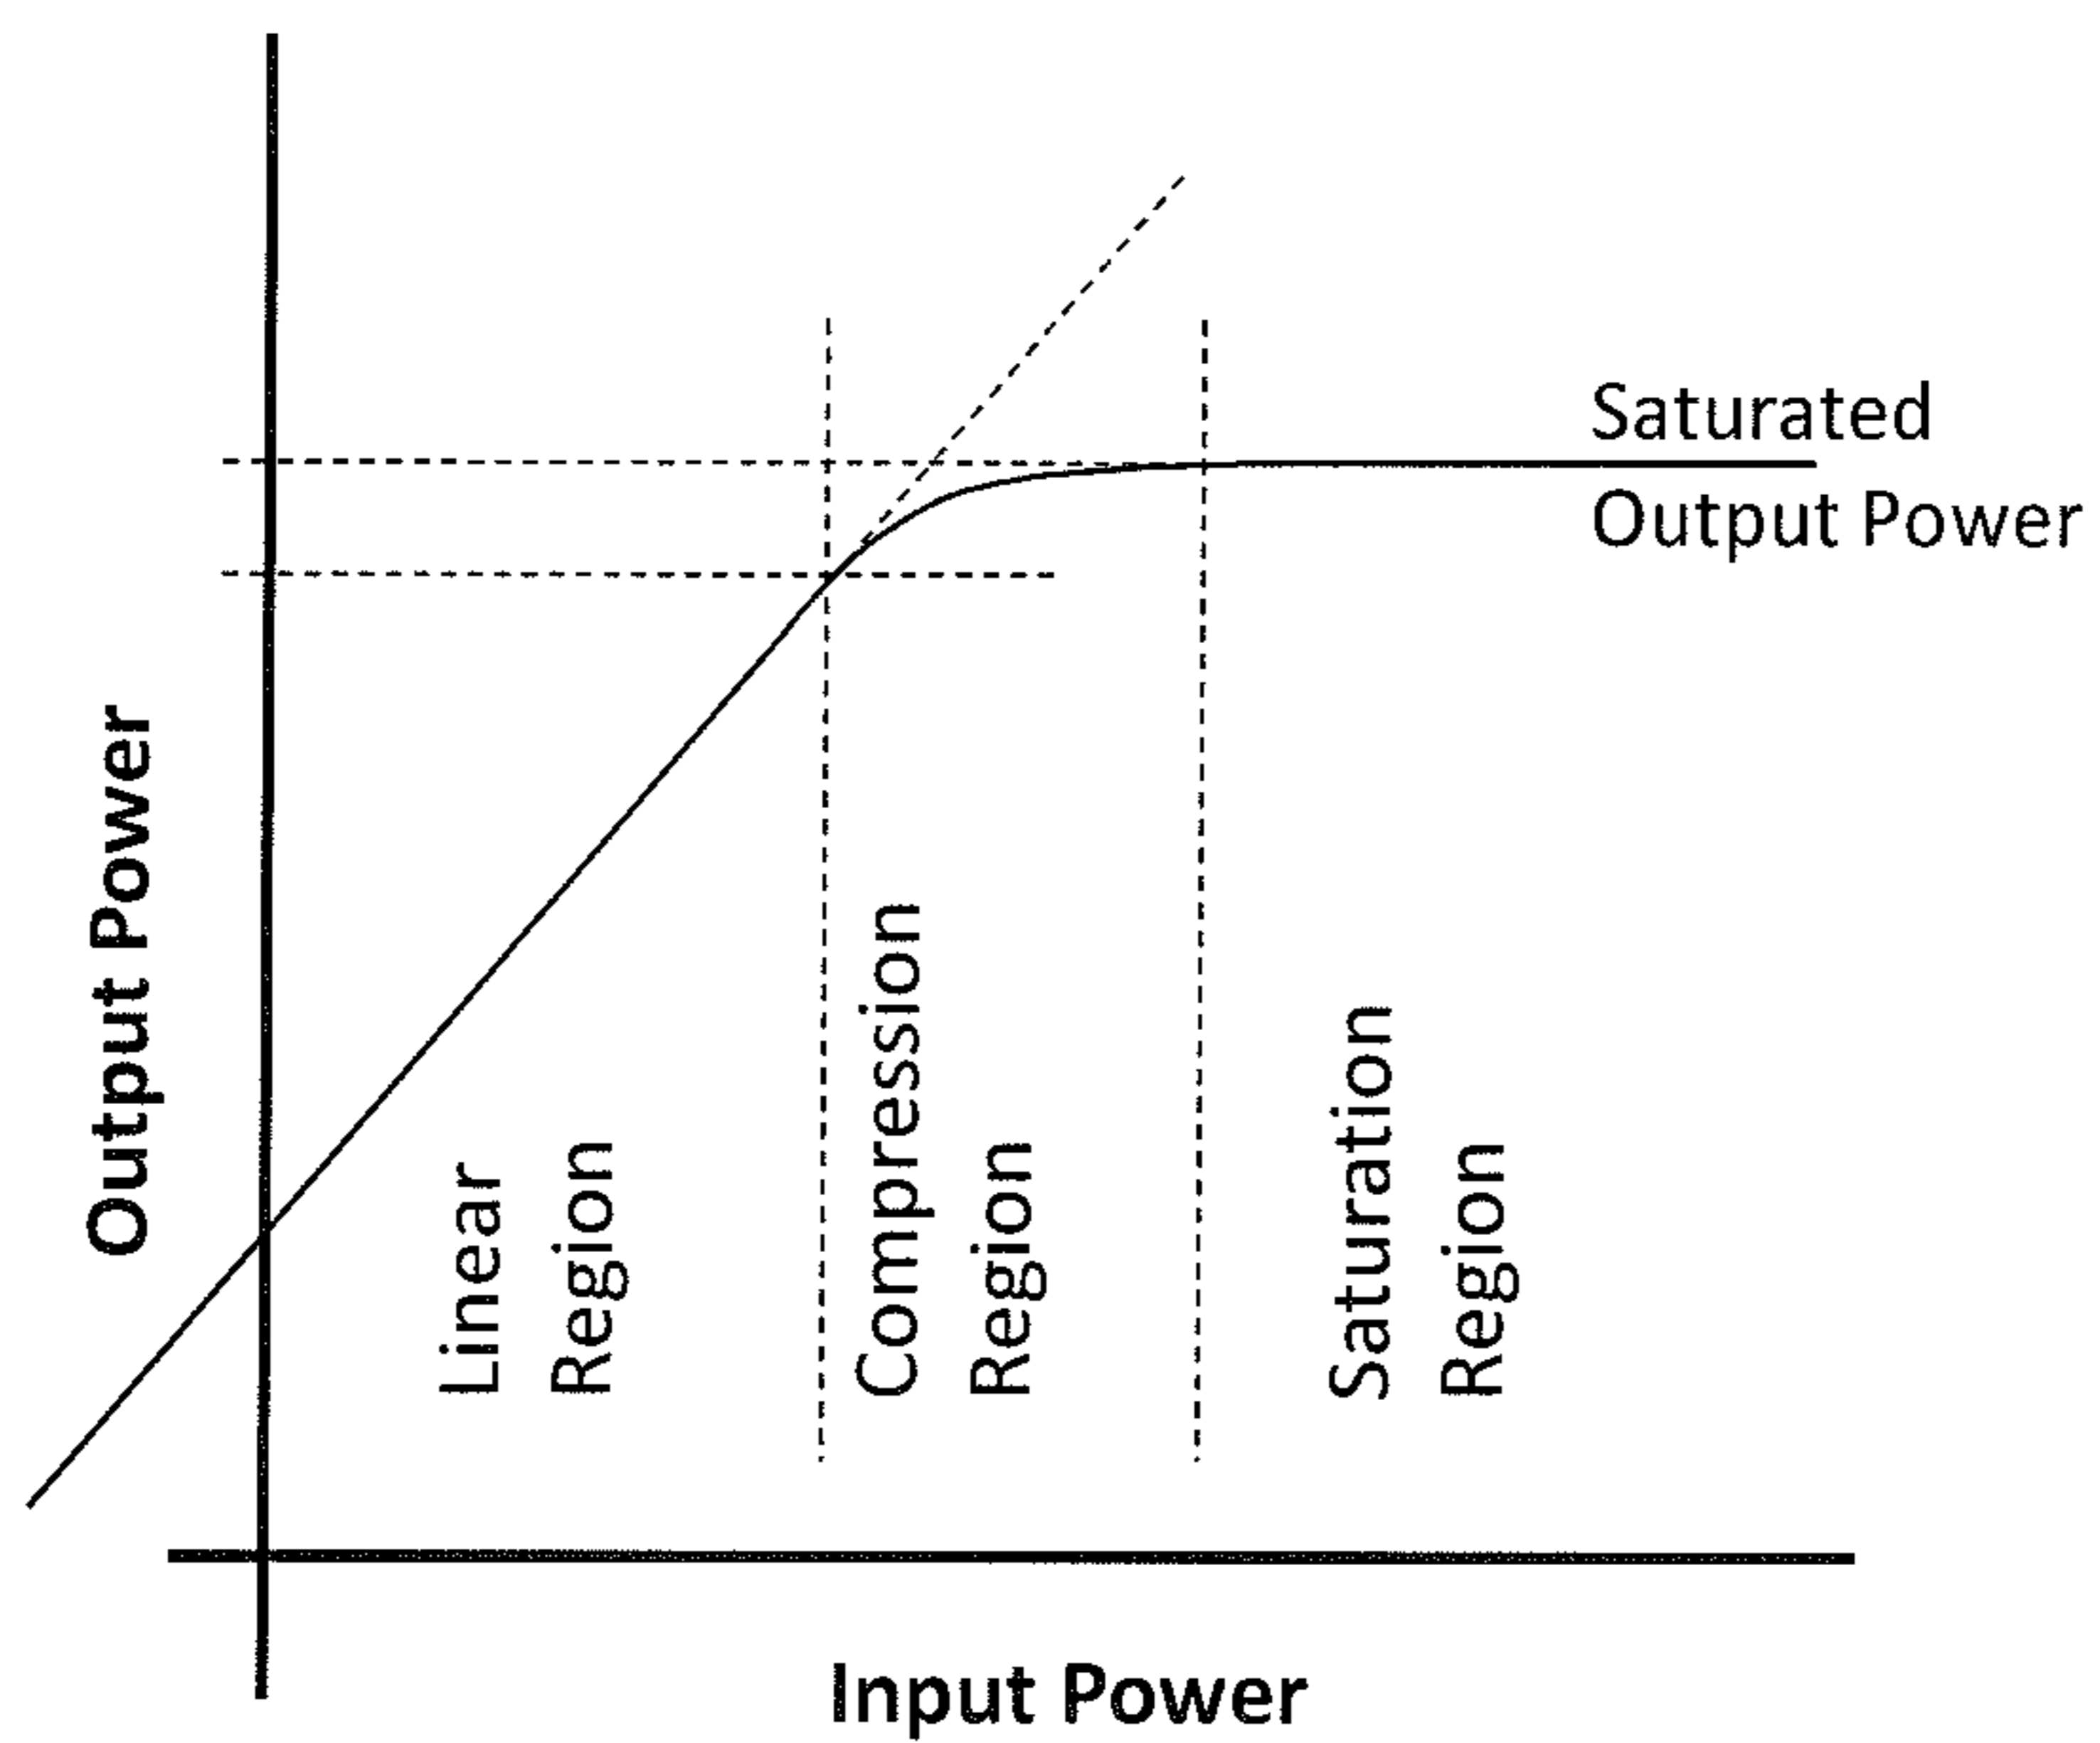 Saturated
Output Power
Output Power
Linear
Region
Compression
Region
Saturation
Region
Input Power